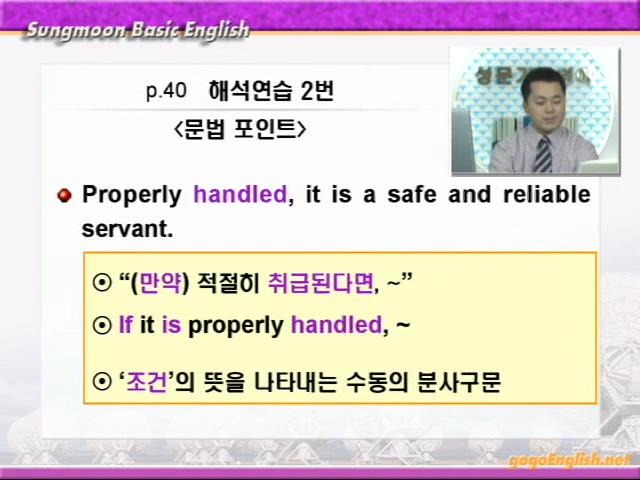 Sungmoon Basic English
p.40 해석연습 2번
<문법 포인트>
Properly handled, it is a safe and reliable
servant.
“(만약) 적절히 취급된다면, ~”
If it is properly handled, ~
‘조건’의 뜻을 나타내는 수동의 분사구문
gogoEnglish.net